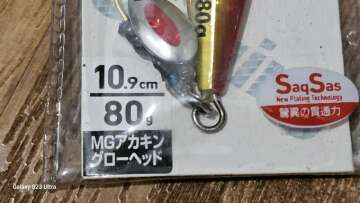 80g
10.9cm
80g
MGアカキン
グローヘッド
SaqSas
New Plating Technology
驚異の貫通力
Galaxy S23 Ultra